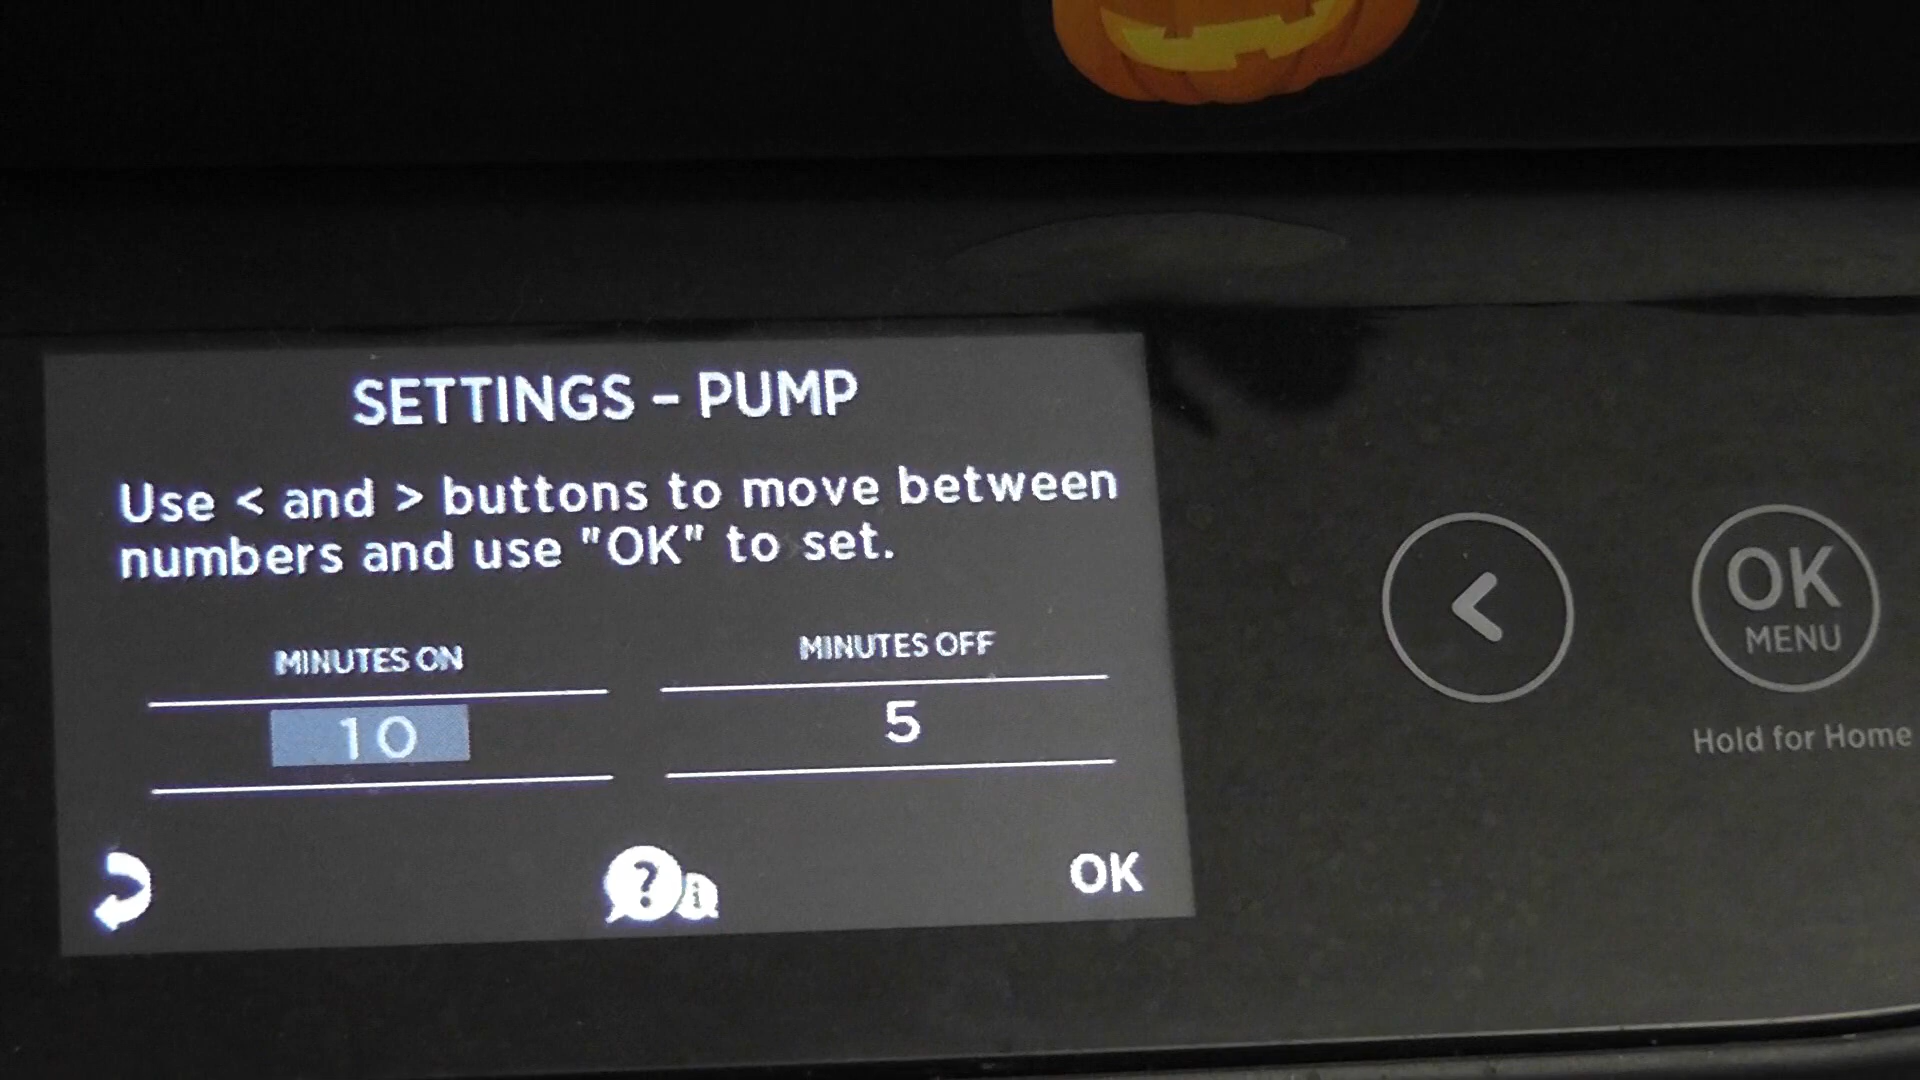 SETTINGS – PUMP
Use < and > buttons to move between
numbers and use "OK" to set.
MINUTES ON
MINUTES OFF
10
5
?
i
OK
<
OK
MENU
Hold for Home